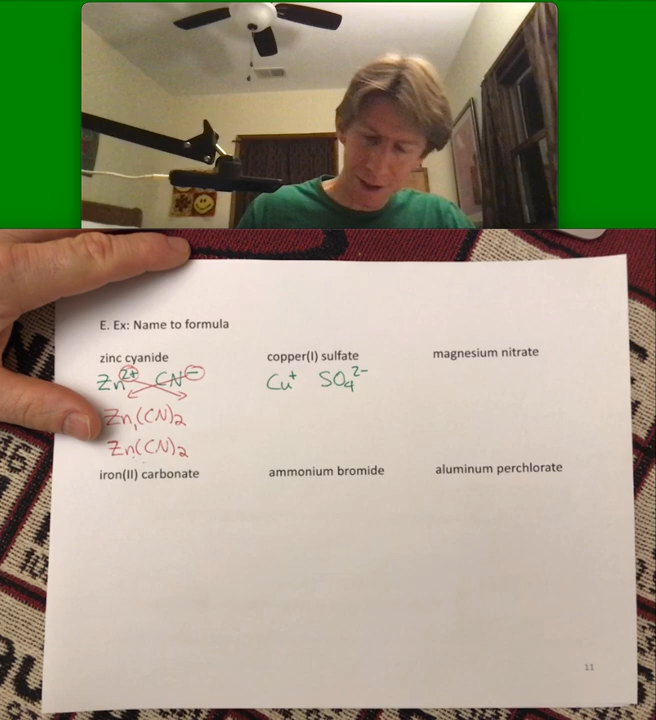 E. Ex: Name to formula
zinc cyanide
Zn²⁺ CN⁻
Zn₁(CN)₂
Zn(CN)₂
copper(I) sulfate
Cu⁺ SO₄²⁻
magnesium nitrate
iron(II) carbonate
ammonium bromide
aluminum perchlorate
11